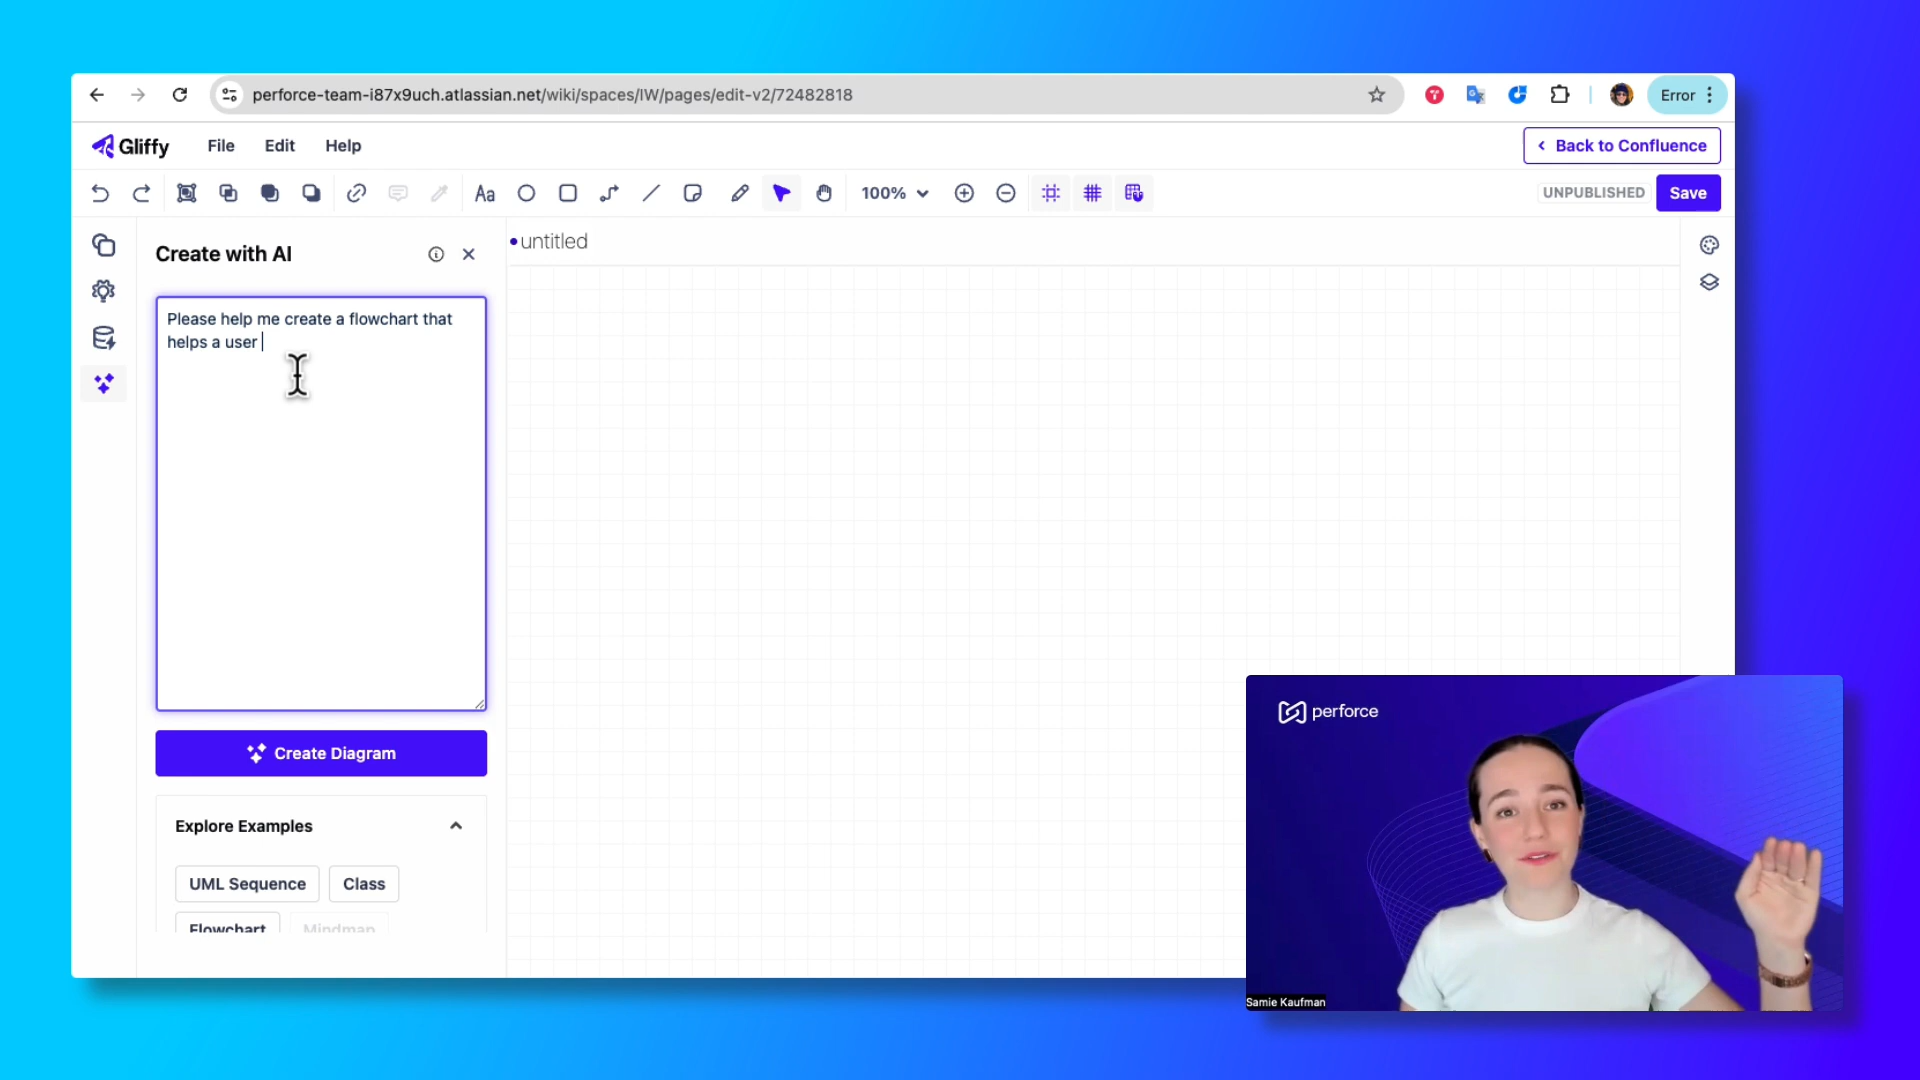 perforce-team-i87x9uch.atlassian.net/wiki/spaces/IW/pages/edit-v2/72482818
Error
Gliffy
File
Edit
Help
Back to Confluence
Aa
100%
UNPUBLISHED
Save
Create with AI
untitled
Please help me create a flowchart that
helps a user
Create Diagram
Explore Examples
UML Sequence
Class
Flowchart
Mindmap
perforce
Samie Kaufman